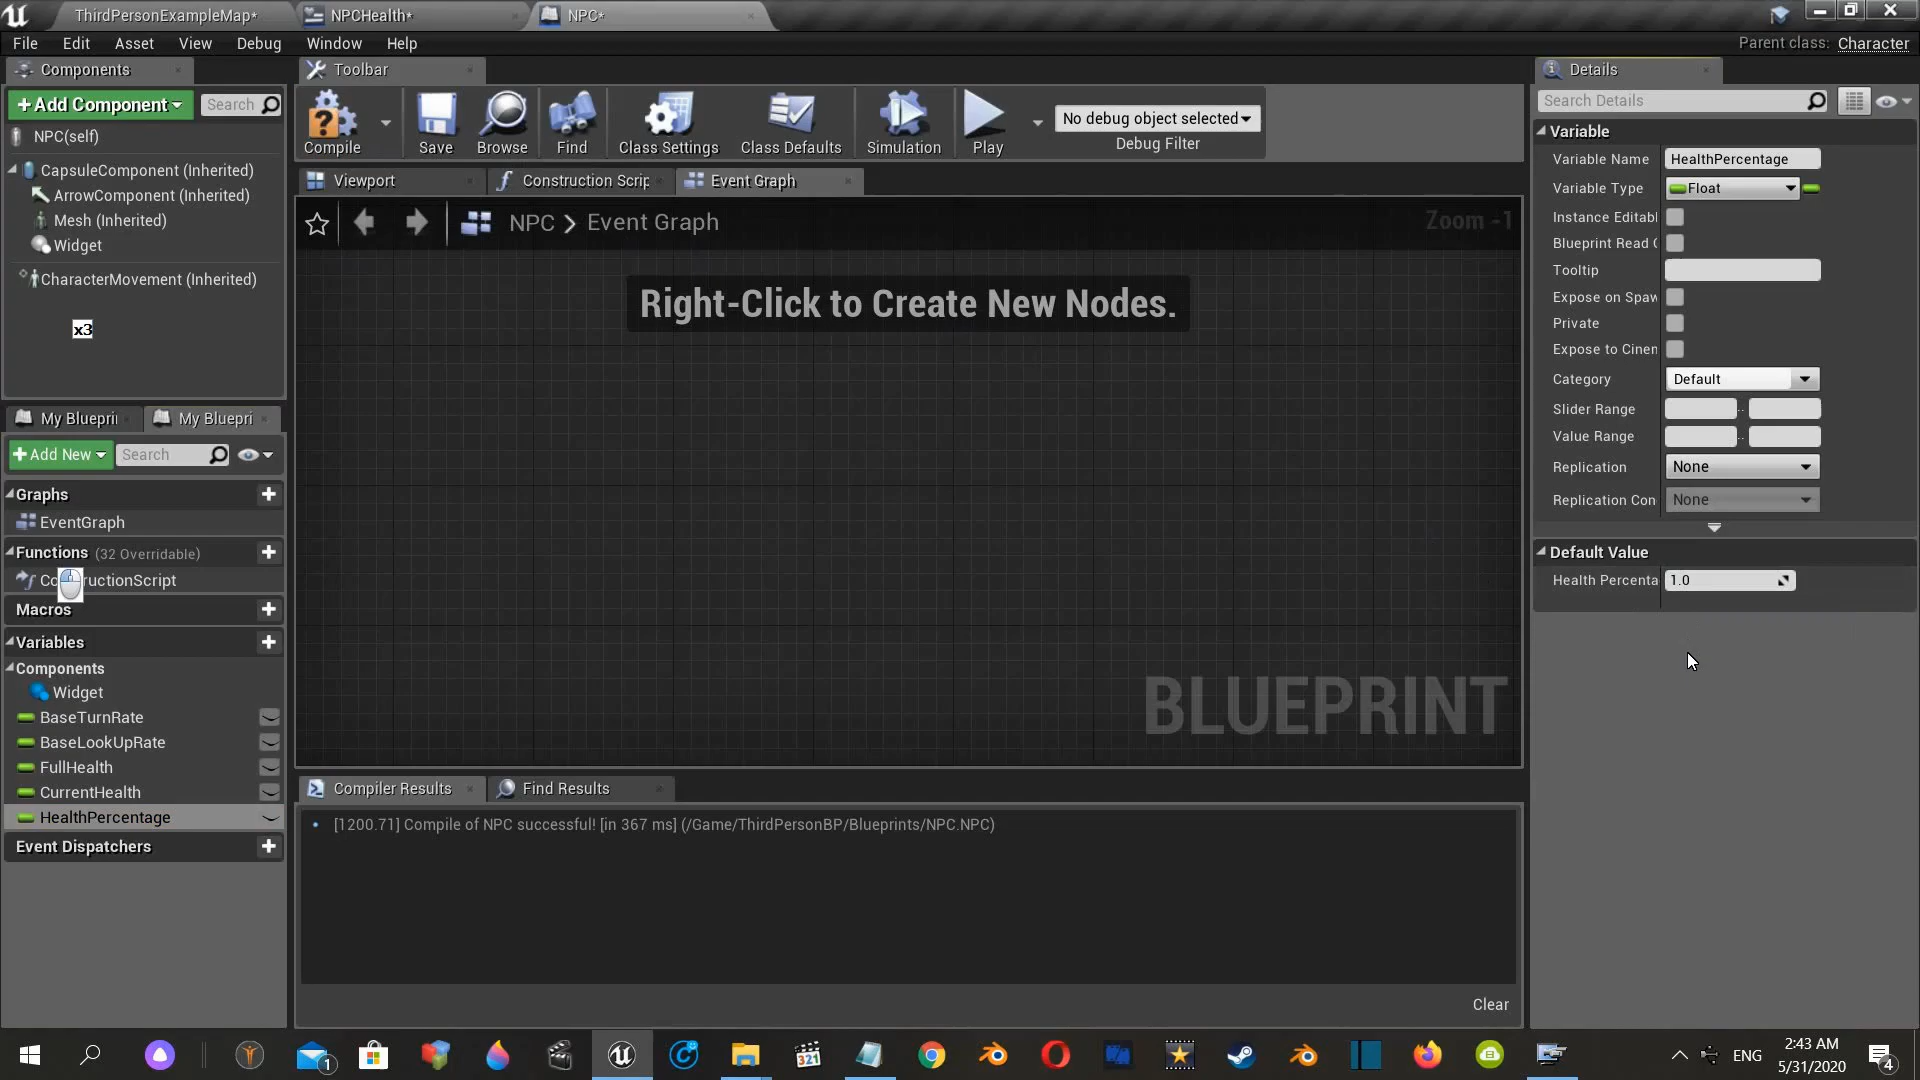 ThirdPersonExampleMap*
NPCHealth*
NPC*
File Edit Asset View Debug Window Help
Parent class: Character
Components
Toolbar
Details
+Add Component
Search
Search Details
NPC(self)
Compile
Save
Browse
Find
Class Settings
Class Defaults
Simulation
Play
No debug object selected
Debug Filter
Variable
Variable Name HealthPercentage
Variable Type Float
CapsuleComponent (Inherited)
ArrowComponent (Inherited)
Mesh (Inherited)
Widget
CharacterMovement (Inherited)
x3
Viewport
Construction Scrip
Event Graph
NPC > Event Graph
Zoom -1
Right-Click to Create New Nodes.
BLUEPRINT
Instance Editabl
Blueprint Read
Tooltip
Expose on Spaw
Private
Expose to Cinen
Category Default
Slider Range
Value Range
Replication None
Replication Con None
Default Value
Health Percenta 1.0
My Blueprii
My Bluepri
+Add New
Search
Graphs
EventGraph
Functions (32 Overridable)
Macros
Variables
Components
Widget
BaseTurnRate
BaseLookUpRate
FullHealth
CurrentHealth
HealthPercentage
Event Dispatchers
Compiler Results
Find Results
[1200.71] Compile of NPC successful! [in 367 ms] (/Game/ThirdPersonBP/Blueprints/NPC.NPC)
Clear
1
321
ENG
2:43 AM
5/31/2020
4